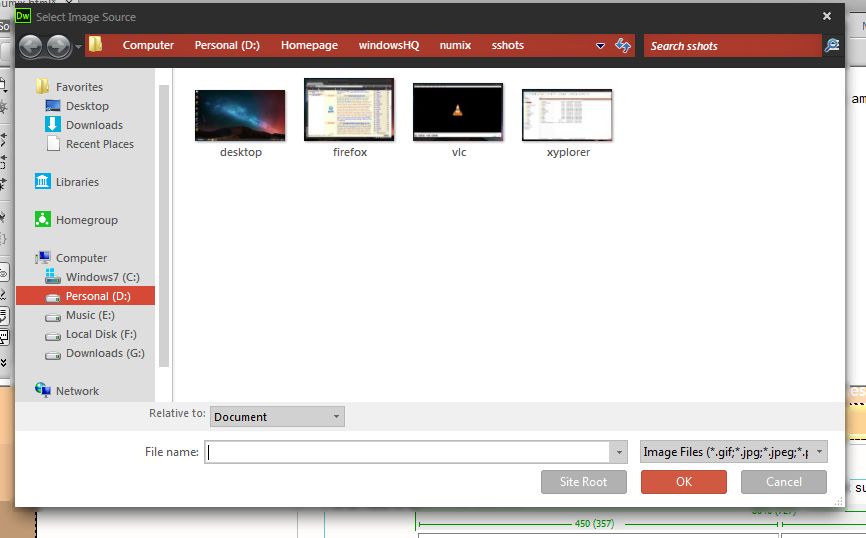 Dw Select Image Source
Computer Personal (D:) Homepage windowsHQ numix sshots
Search sshots
Favorites
Desktop
Downloads
Recent Places
Libraries
Homegroup
Computer
Windows7 (C:)
Personal (D:)
Music (E:)
Local Disk (F:)
Downloads (G:)
Network
desktop firefox vlc xyplorer
Relative to: Document
File name: Image Files (*.gif;*.jpg;*.jpeg;*.p
Site Root OK Cancel
am
su
450 (357)